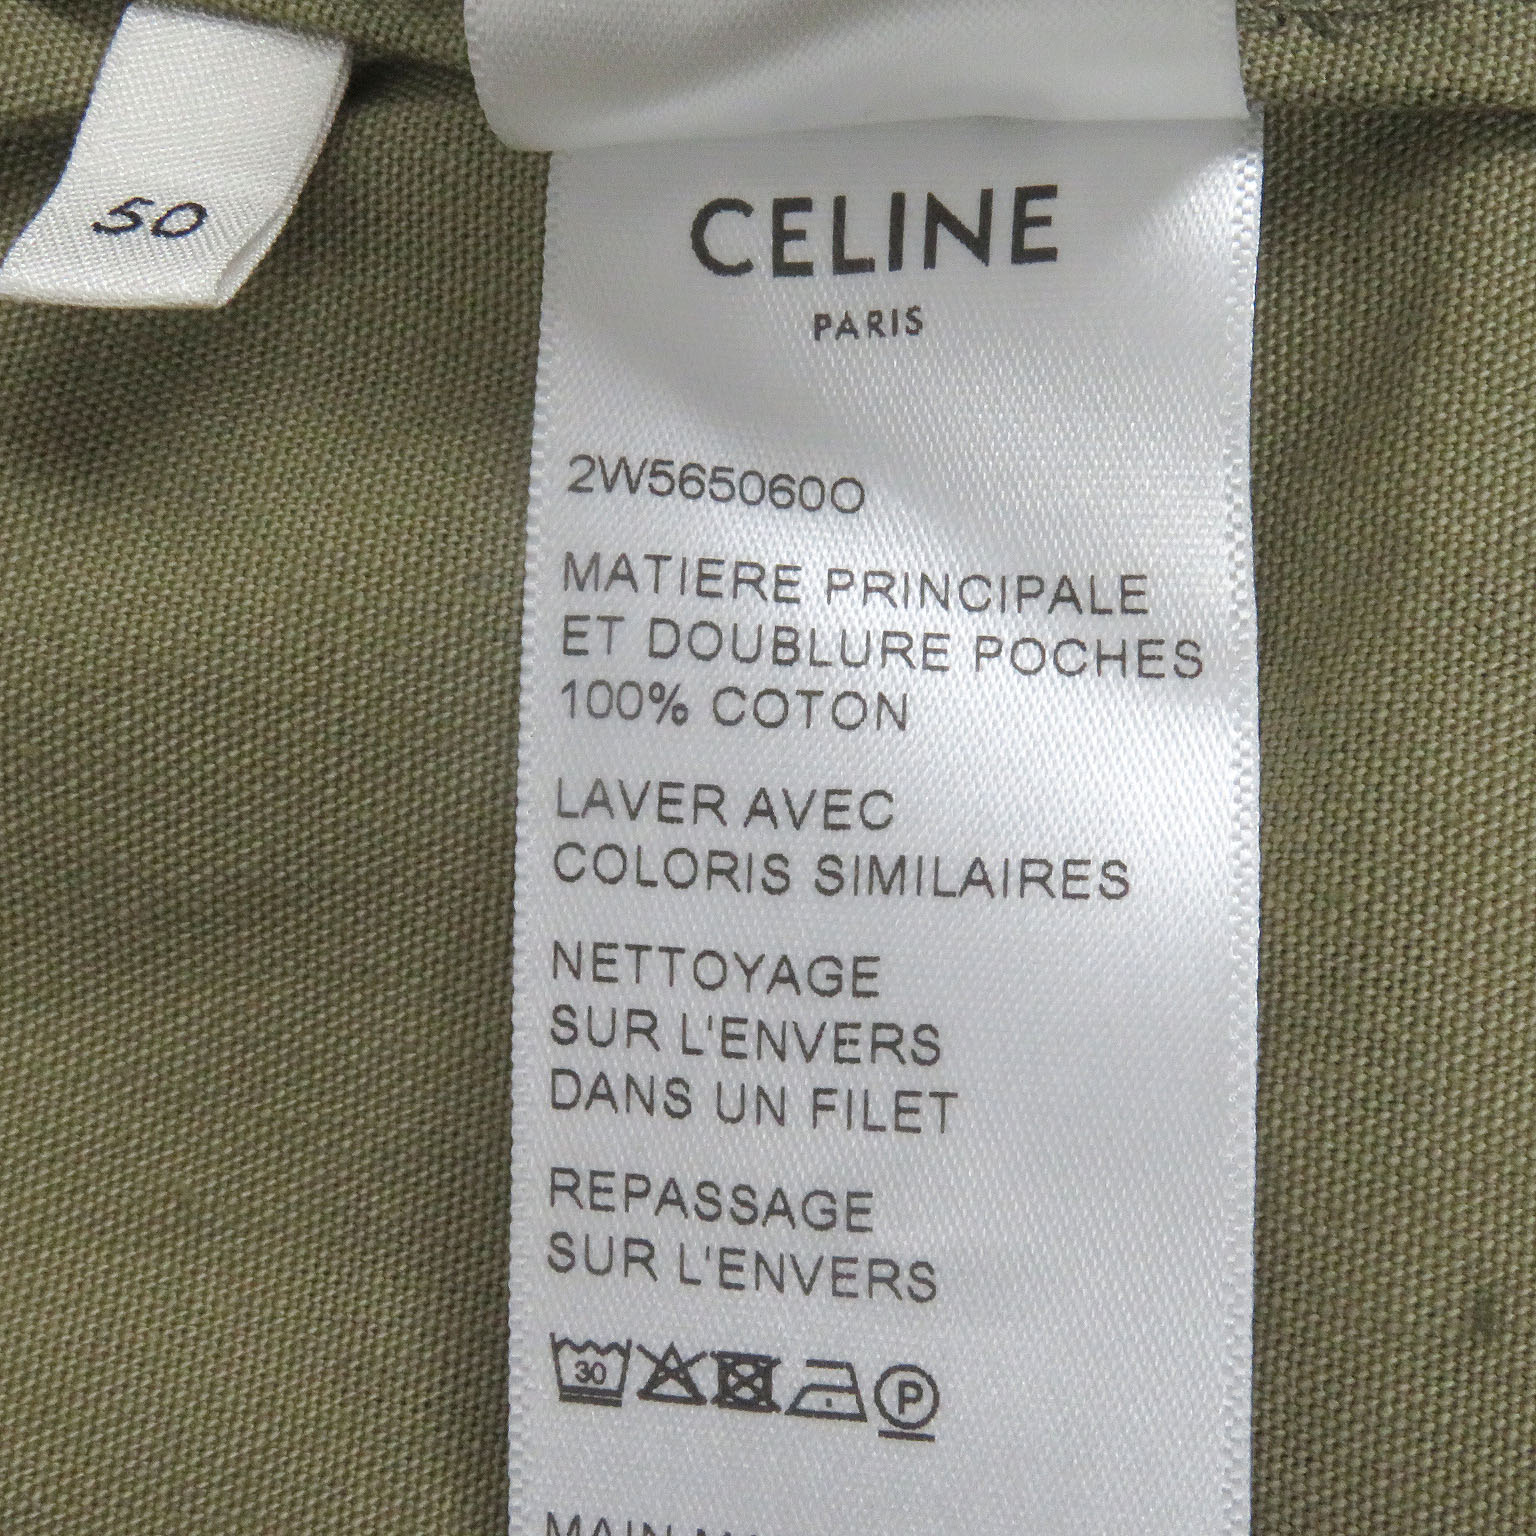 50
CELINE
PARIS
2W565060O
MATIERE PRINCIPALE
ET DOUBLURE POCHES
100% COTON
LAVER AVEC
COLORIS SIMILAIRES
NETTOYAGE
SUR L'ENVERS
DANS UN FILET
REPASSAGE
SUR L'ENVERS
30 P
MAIN